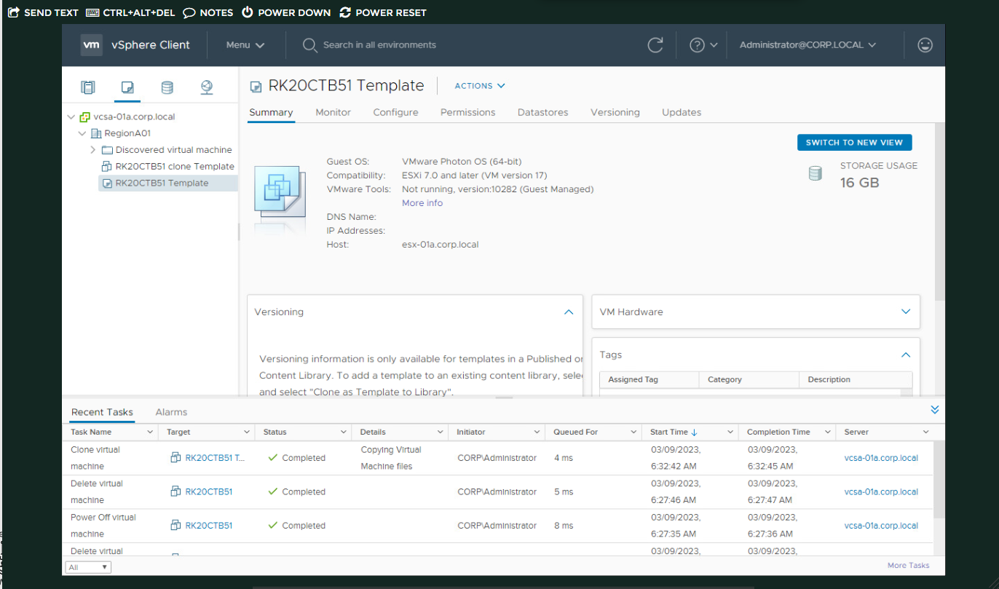 SEND TEXT CTRL+ALT+DEL NOTES POWER DOWN POWER RESET
vm vSphere Client Menu Search in all environments Administrator@CORP.LOCAL
RK20CTB51 Template ACTIONS
Summary Monitor Configure Permissions Datastores Versioning Updates
vcsa-01a.corp.local
RegionA01
Discovered virtual machine
RK20CTB51 clone Template
RK20CTB51 Template
SWITCH TO NEW VIEW
Guest OS: VMware Photon OS (64-bit)
Compatibility: ESXi 7.0 and later (VM version 17)
VMware Tools: Not running, version:10282 (Guest Managed)
More info
DNS Name:
IP Addresses:
Host: esx-01a.corp.local
STORAGE USAGE
16 GB
Versioning
Versioning information is only available for templates in a Published or
Content Library. To add a template to an existing content library, sele
and select "Clone as Template to Library".
VM Hardware
Tags
Assigned Tag Category Description
Recent Tasks Alarms
Task Name Target Status Details Initiator Queued For Start Time Completion Time Server
Clone virtual machine RK20CTB51 T... Completed Copying Virtual Machine files CORP\Administrator 4 ms 03/09/2023, 6:32:42 AM 03/09/2023, 6:32:45 AM vcsa-01a.corp.local
Delete virtual machine RK20CTB51 Completed CORP\Administrator 5 ms 03/09/2023, 6:27:46 AM 03/09/2023, 6:27:47 AM vcsa-01a.corp.local
Power Off virtual machine RK20CTB51 Completed CORP\Administrator 8 ms 03/09/2023, 6:27:35 AM 03/09/2023, 6:27:36 AM vcsa-01a.corp.local
Delete virtual 03/09/2023, 03/09/2023,
All More Tasks